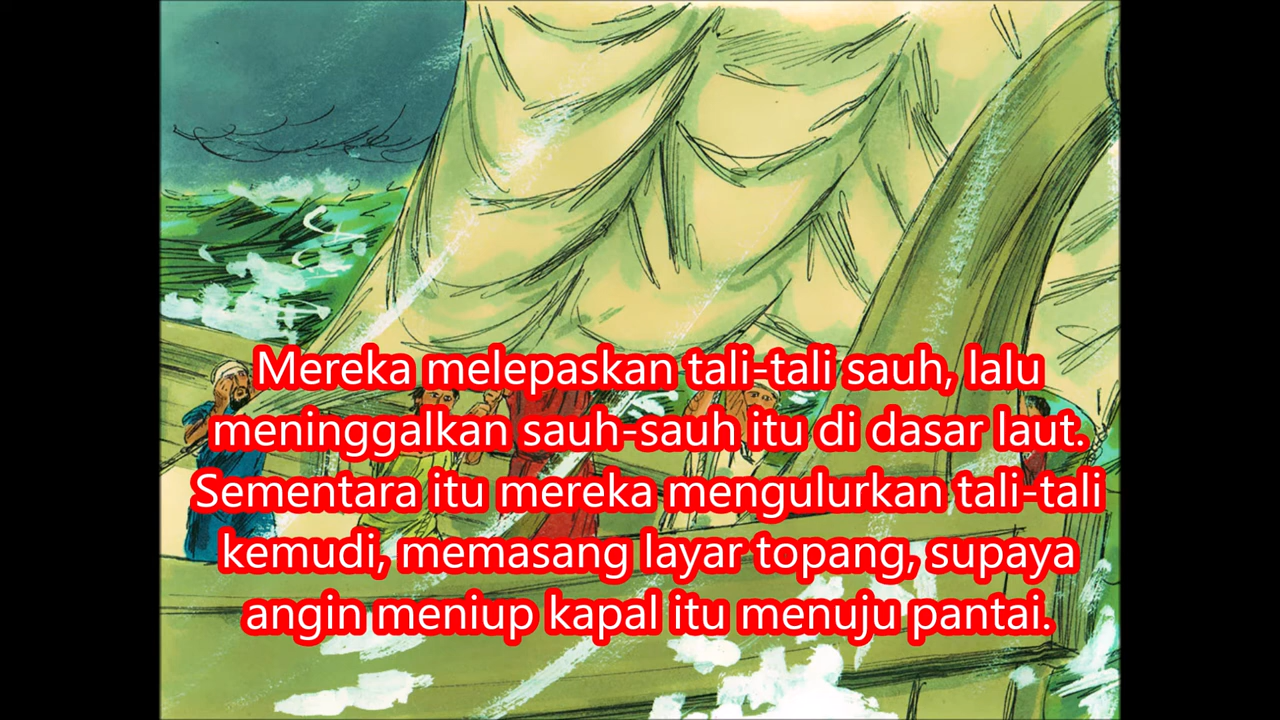 Mereka melepaskan tali-tali sauh, lalu
meninggalkan sauh-sauh itu di dasar laut.
Sementara itu mereka mengulurkan tali-tali
kemudi, memasang layar topang, supaya
angin meniup kapal itu menuju pantai.